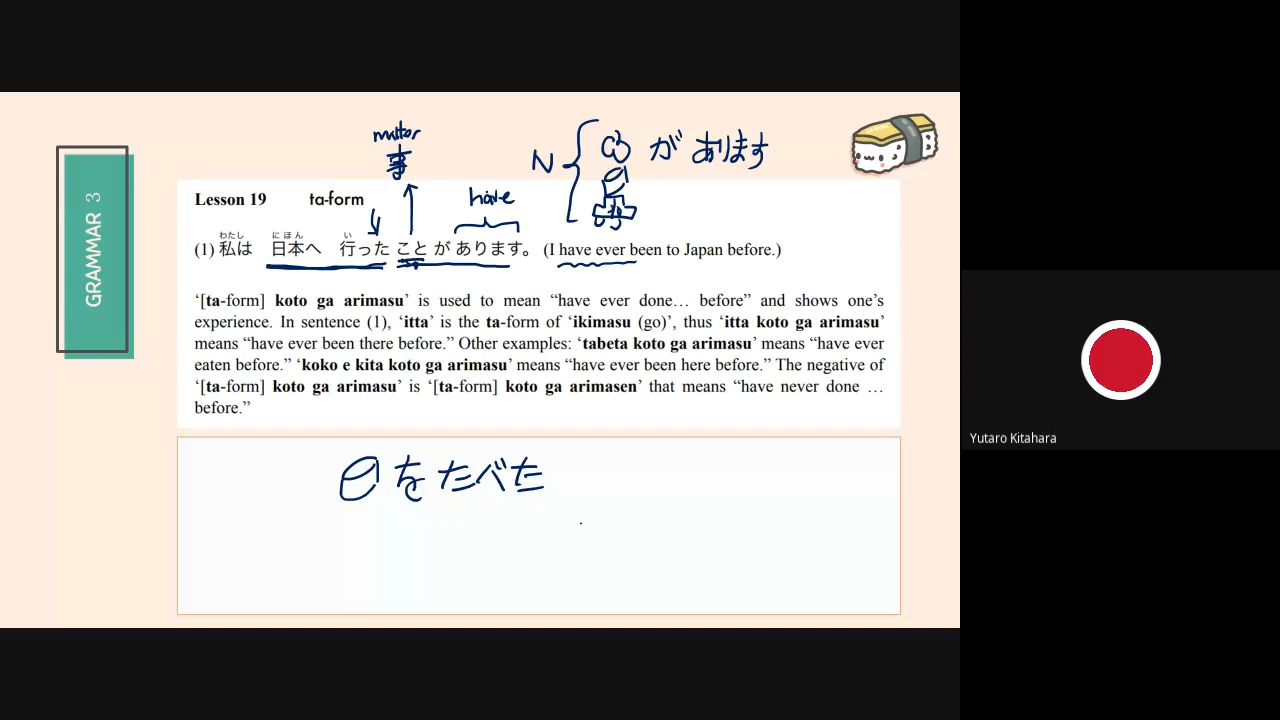 GRAMMAR 3
mator
事
N
が あります
Lesson 19 ta-form
have
わたし にほん い
(1) 私は 日本へ 行った ことが あります。 (I have ever been to Japan before.)
‘[ta-form] koto ga arimasu’ is used to mean “have ever done… before” and shows one’s
experience. In sentence (1), ‘itta’ is the ta-form of ‘ikimasu (go)’, thus ‘itta koto ga arimasu’
means “have ever been there before.” Other examples: ‘tabeta koto ga arimasu’ means “have ever
eaten before.” ‘koko e kita koto ga arimasu’ means “have ever been here before.” The negative of
‘[ta-form] koto ga arimasu’ is ‘[ta-form] koto ga arimasen’ that means “have never done …
before.”
を たべた
Yutaro Kitahara